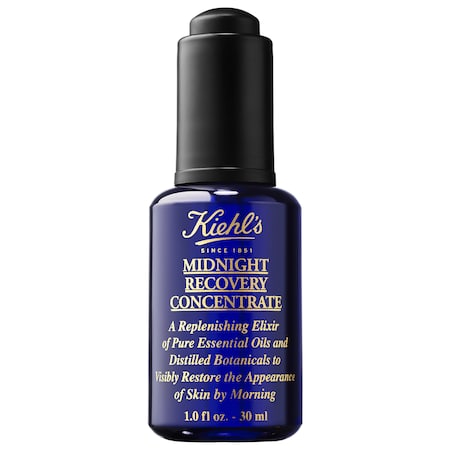 Kiehl's
SINCE 1851
MIDNIGHT
RECOVERY
CONCENTRATE
A Replenishing Elixir
of Pure Essential Oils and
Distilled Botanicals to
Visibly Restore the Appearance
of Skin by Morning
1.0 fl oz. - 30 ml